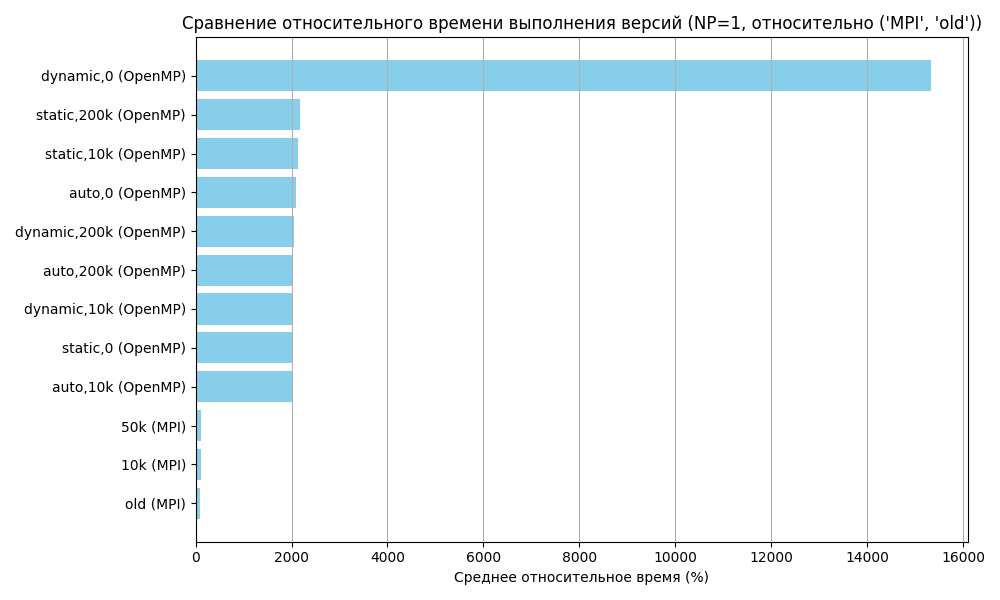 Сравнение относительного времени выполнения версий (NP=1, относительно ('MPI', 'old'))
dynamic,0 (OpenMP)
static,200k (OpenMP)
static,10k (OpenMP)
auto,0 (OpenMP)
dynamic,200k (OpenMP)
auto,200k (OpenMP)
dynamic,10k (OpenMP)
static,0 (OpenMP)
auto,10k (OpenMP)
50k (MPI)
10k (MPI)
old (MPI)
0 2000 4000 6000 8000 10000 12000 14000 16000
Среднее относительное время (%)